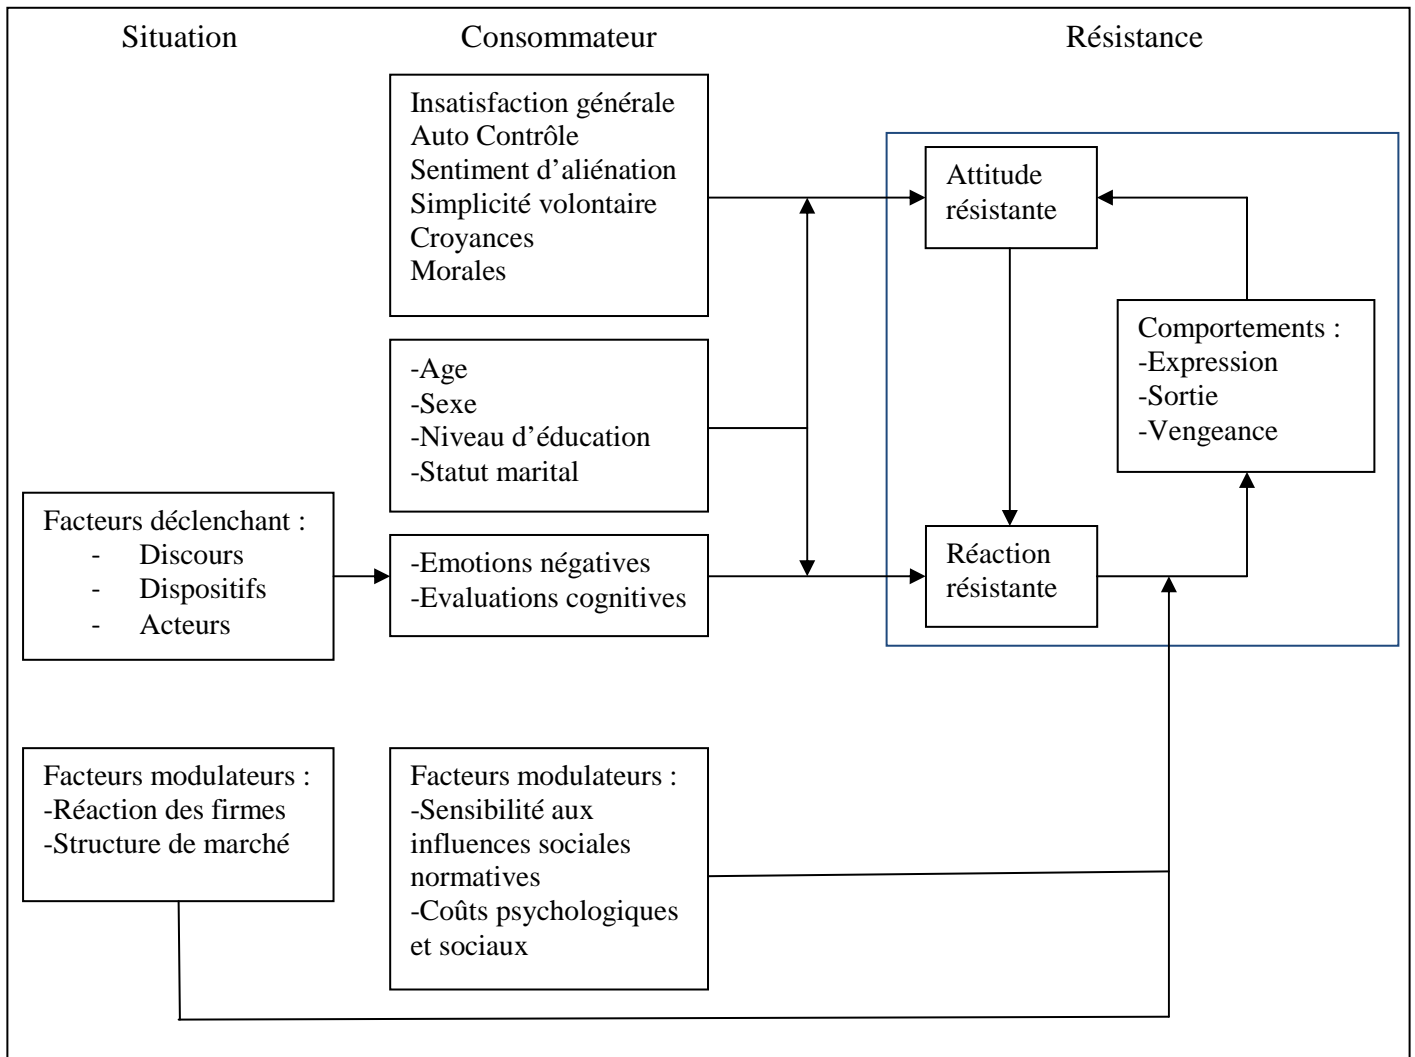 Situation
Consommateur
Résistance
Insatisfaction générale
Auto Contrôle
Sentiment d’aliénation
Simplicité volontaire
Croyances
Morales
Attitude
résistante
Comportements :
-Expression
-Sortie
-Vengeance
-Age
-Sexe
-Niveau d’éducation
-Statut marital
Facteurs déclenchant :
- Discours
- Dispositifs
- Acteurs
-Emotions négatives
-Evaluations cognitives
Réaction
résistante
Facteurs modulateurs :
-Réaction des firmes
-Structure de marché
Facteurs modulateurs :
-Sensibilité aux
influences sociales
normatives
-Coûts psychologiques
et sociaux